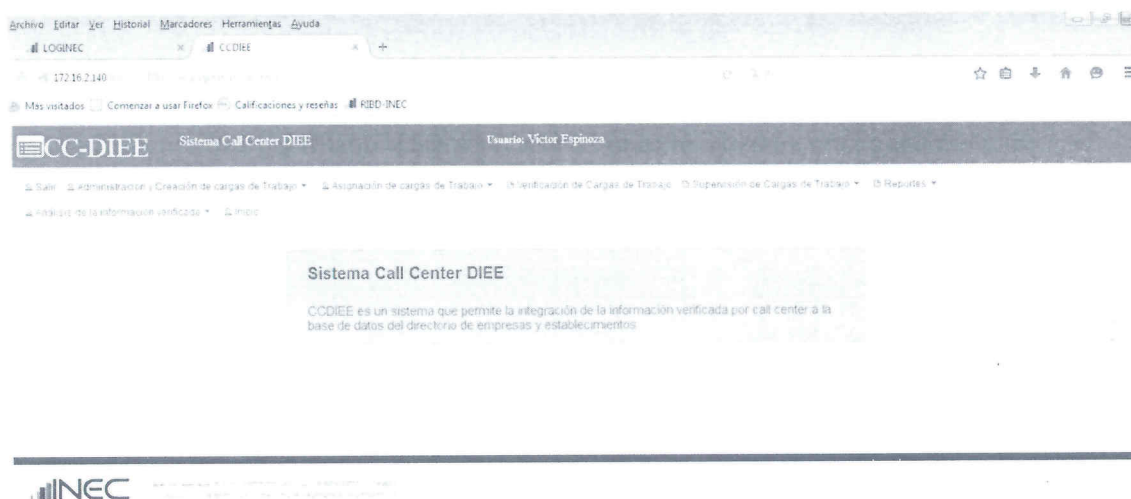 Archivo Editar Ver Historial Marcadores Herramientas Ayuda
LOGINEC × CCDIEE × +
172.16.2.140
Más visitados Comenzar a usar Firefox Calificaciones y reseñas RIBD-INEC
CC-DIEE Sistema Call Center DIEE Usuario: Victor Espinoza
Salir Administración y Creación de cargas de Trabajo Asignación de cargas de Trabajo Verificación de Cargas de Trabajo Supervisión de Cargas de Trabajo Reportes
Análisis de la información verificada Inicio
Sistema Call Center DIEE
CCDIEE es un sistema que permite la integración de la información verificada por call center a la
base de datos del directorio de empresas y establecimientos
INEC